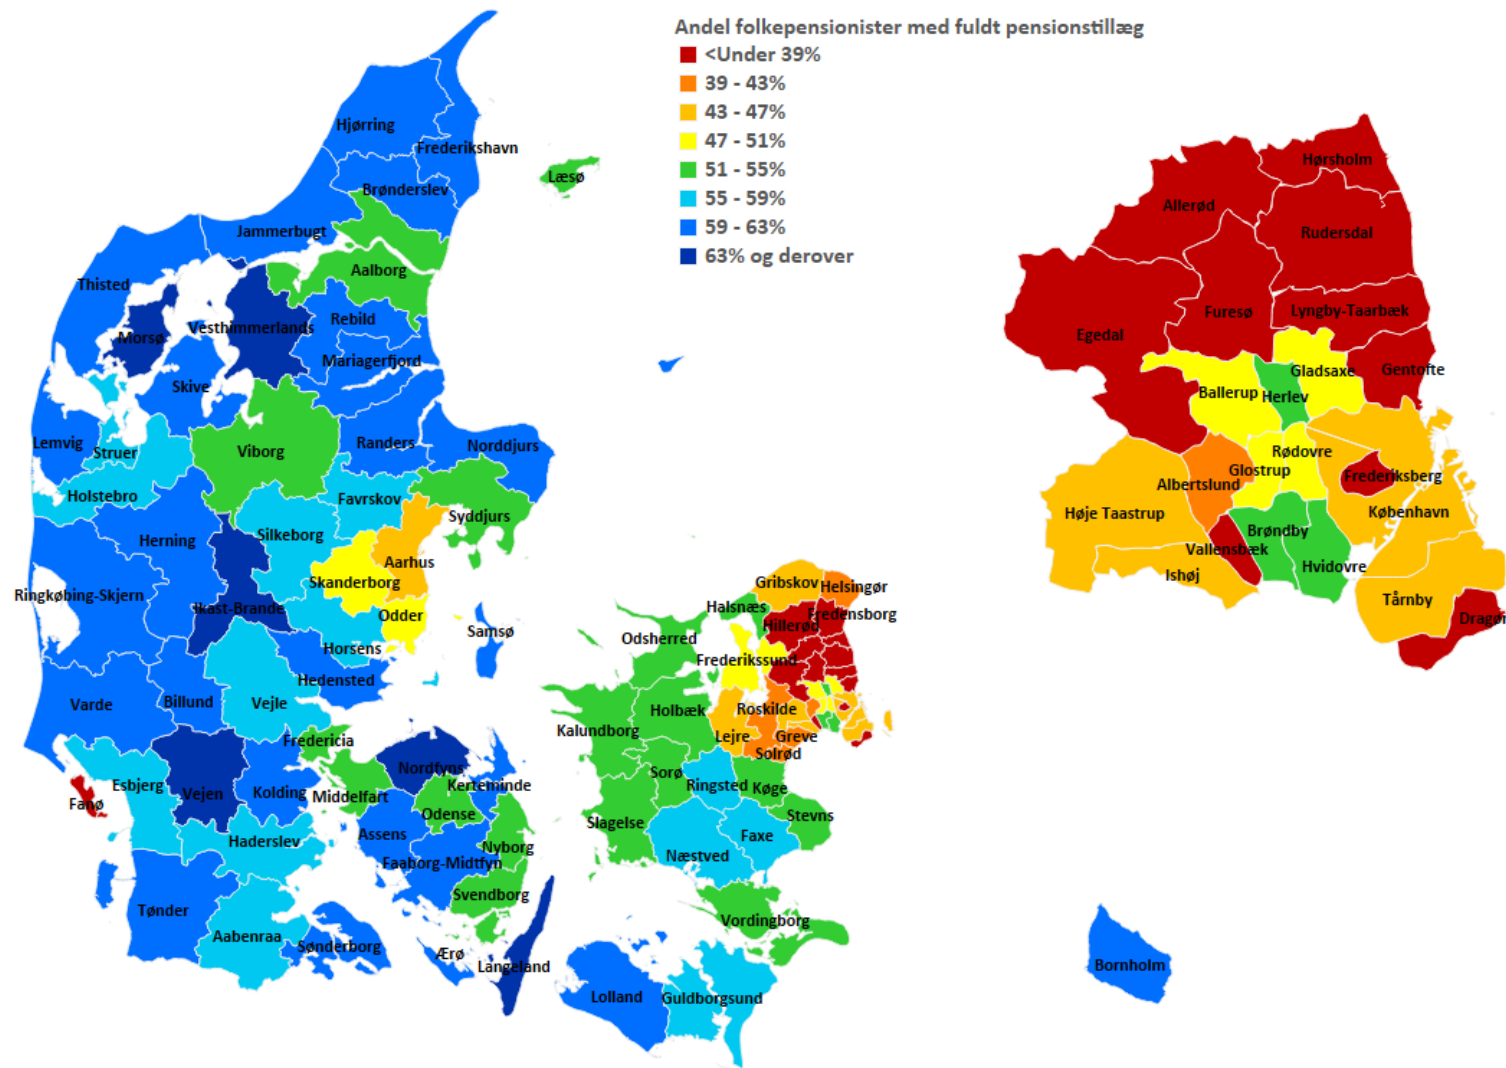 Andel folkepensionister med fuldt pensionstillæg
<Under 39%
39 - 43%
43 - 47%
47 - 51%
51 - 55%
55 - 59%
59 - 63%
63% og derover
Hjørring
Frederikshavn
Læsø
Brønderslev
Jammerbugt
Aalborg
Thisted
Vesthimmerlands
Rebild
Morsø
Mariagerfjord
Skive
Lemvig
Struer
Viborg
Randers
Norddjurs
Holstebro
Favrskov
Syddjurs
Herning
Silkeborg
Aarhus
Skanderborg
Ringkøbing-Skjern
Ikast-Brande
Odder
Samsø
Horsens
Hedensted
Varde
Billund
Vejle
Fredericia
Esbjerg
Vejen
Kolding
Fanø
Middelfart
Nordfyns
Kerteminde
Odense
Haderslev
Assens
Nyborg
Faaborg-Midtfyn
Svendborg
Tønder
Aabenraa
Sønderborg
Ærø
Langeland
Gribskov
Helsingør
Halsnæs
Fredensborg
Hillerød
Odsherred
Frederikssund
Holbæk
Roskilde
Kalundborg
Lejre
Greve
Solrød
Sorø
Ringsted
Køge
Slagelse
Stevns
Faxe
Næstved
Vordingborg
Lolland
Guldborgsund
Hørsholm
Allerød
Rudersdal
Furesø
Lyngby-Taarbæk
Egedal
Gladsaxe
Gentofte
Ballerup
Herlev
Rødovre
Glostrup
Frederiksberg
Albertslund
Høje Taastrup
København
Brøndby
Vallensbæk
Hvidovre
Ishøj
Tårnby
Dragør
Bornholm